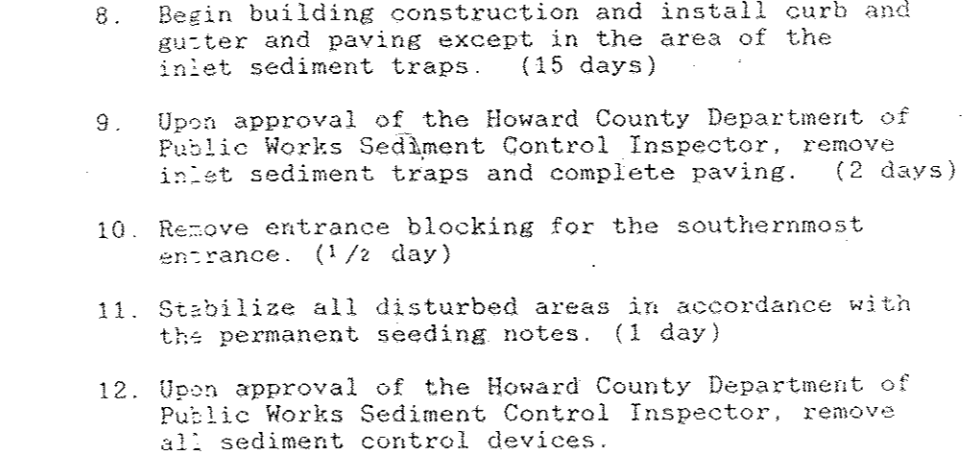 8. Begin building construction and install curb and
gutter and paving except in the area of the
inlet sediment traps. (15 days)
9. Upon approval of the Howard County Department of
Public Works Sediment Control Inspector, remove
inlet sediment traps and complete paving. (2 days)
10. Remove entrance blocking for the southernmost
entrance. (1/2 day)
11. Stabilize all disturbed areas in accordance with
the permanent seeding notes. (1 day)
12. Upon approval of the Howard County Department of
Public Works Sediment Control Inspector, remove
all sediment control devices.